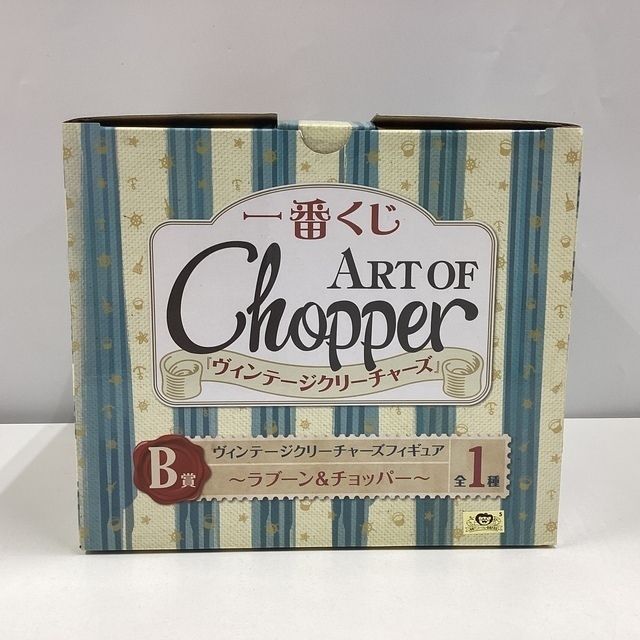 一番くじ
ART OF
Chopper
『ヴィンテージクリーチャーズ』
B賞
ヴィンテージクリーチャーズフィギュア
～ラブーン&チョッパー～
全1種